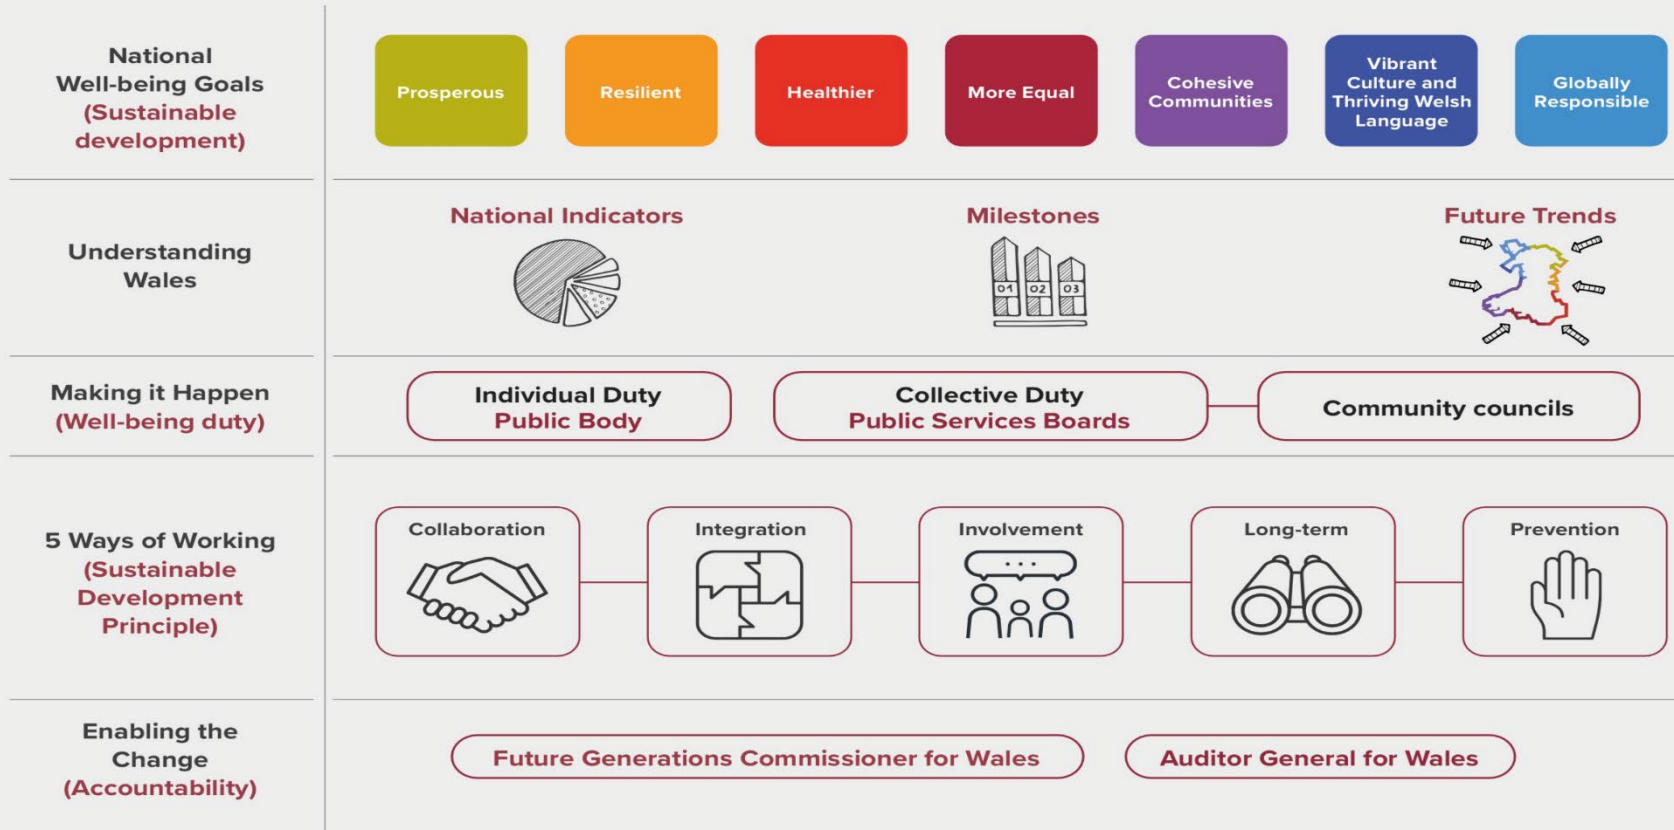 National
Well-being Goals
(Sustainable
development)
Prosperous
Resilient
Healthier
More Equal
Cohesive
Communities
Vibrant
Culture and
Thriving Welsh
Language
Globally
Responsible
Understanding
Wales
National Indicators
Milestones
01 02 03
Future Trends
Making it Happen
(Well-being duty)
Individual Duty
Public Body
Collective Duty
Public Services Boards
Community councils
5 Ways of Working
(Sustainable
Development
Principle)
Collaboration
Integration
Involvement
Long-term
Prevention
Enabling the
Change
(Accountability)
Future Generations Commissioner for Wales
Auditor General for Wales